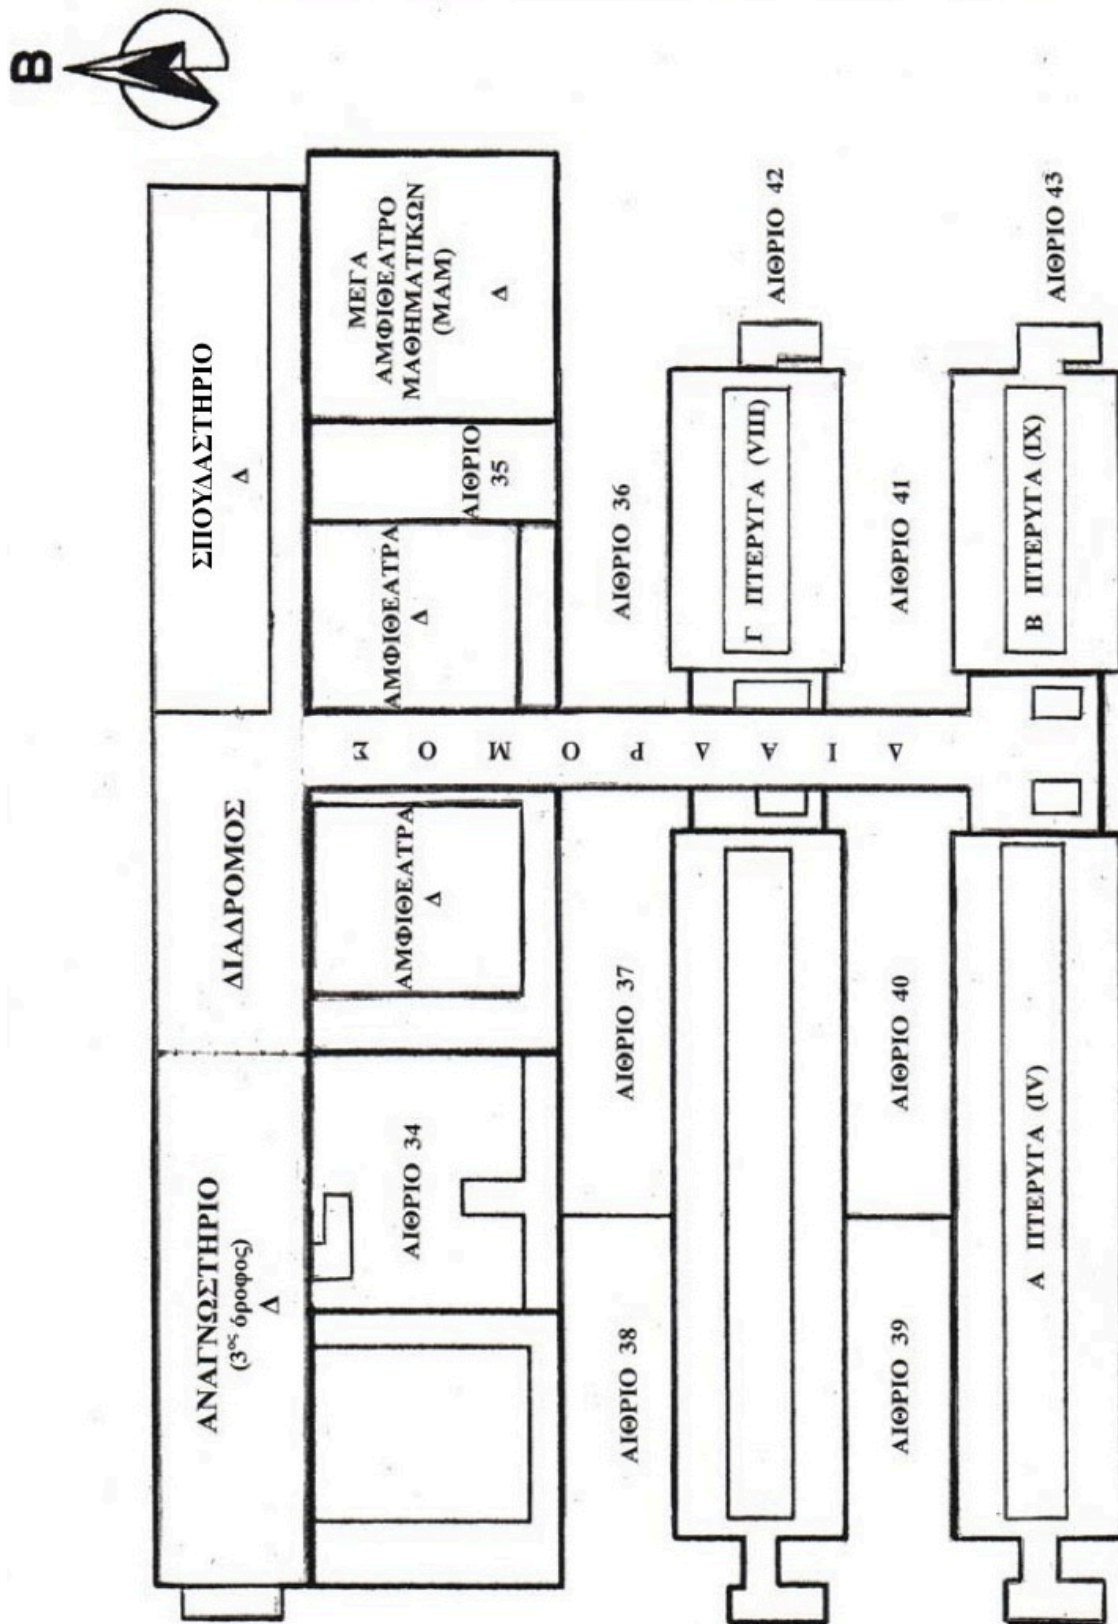 Β
ΑΝΑΓΝΩΣΤΗΡΙΟ
(3ος όροφος)
Δ
ΔΙΑΔΡΟΜΟΣ
ΣΠΟΥΔΑΣΤΗΡΙΟ
Δ
ΑΙΘΡΙΟ 34
ΑΜΦΙΘΕΑΤΡΑ
Δ
Δ Ι Α Δ Ρ Ο Μ Ο Σ
ΑΜΦΙΘΕΑΤΡΑ
Δ
ΑΙΘΡΙΟ
35
ΜΕΓΑ
ΑΜΦΙΘΕΑΤΡΟ
ΜΑΘΗΜΑΤΙΚΩΝ
(ΜΑΜ)
Δ
ΑΙΘΡΙΟ 38
ΑΙΘΡΙΟ 37
ΑΙΘΡΙΟ 36
Γ ΠΤΕΡΥΓΑ (VIII)
ΑΙΘΡΙΟ 42
ΑΙΘΡΙΟ 39
ΑΙΘΡΙΟ 40
ΑΙΘΡΙΟ 41
Α ΠΤΕΡΥΓΑ (IV)
Β ΠΤΕΡΥΓΑ (IX)
ΑΙΘΡΙΟ 43